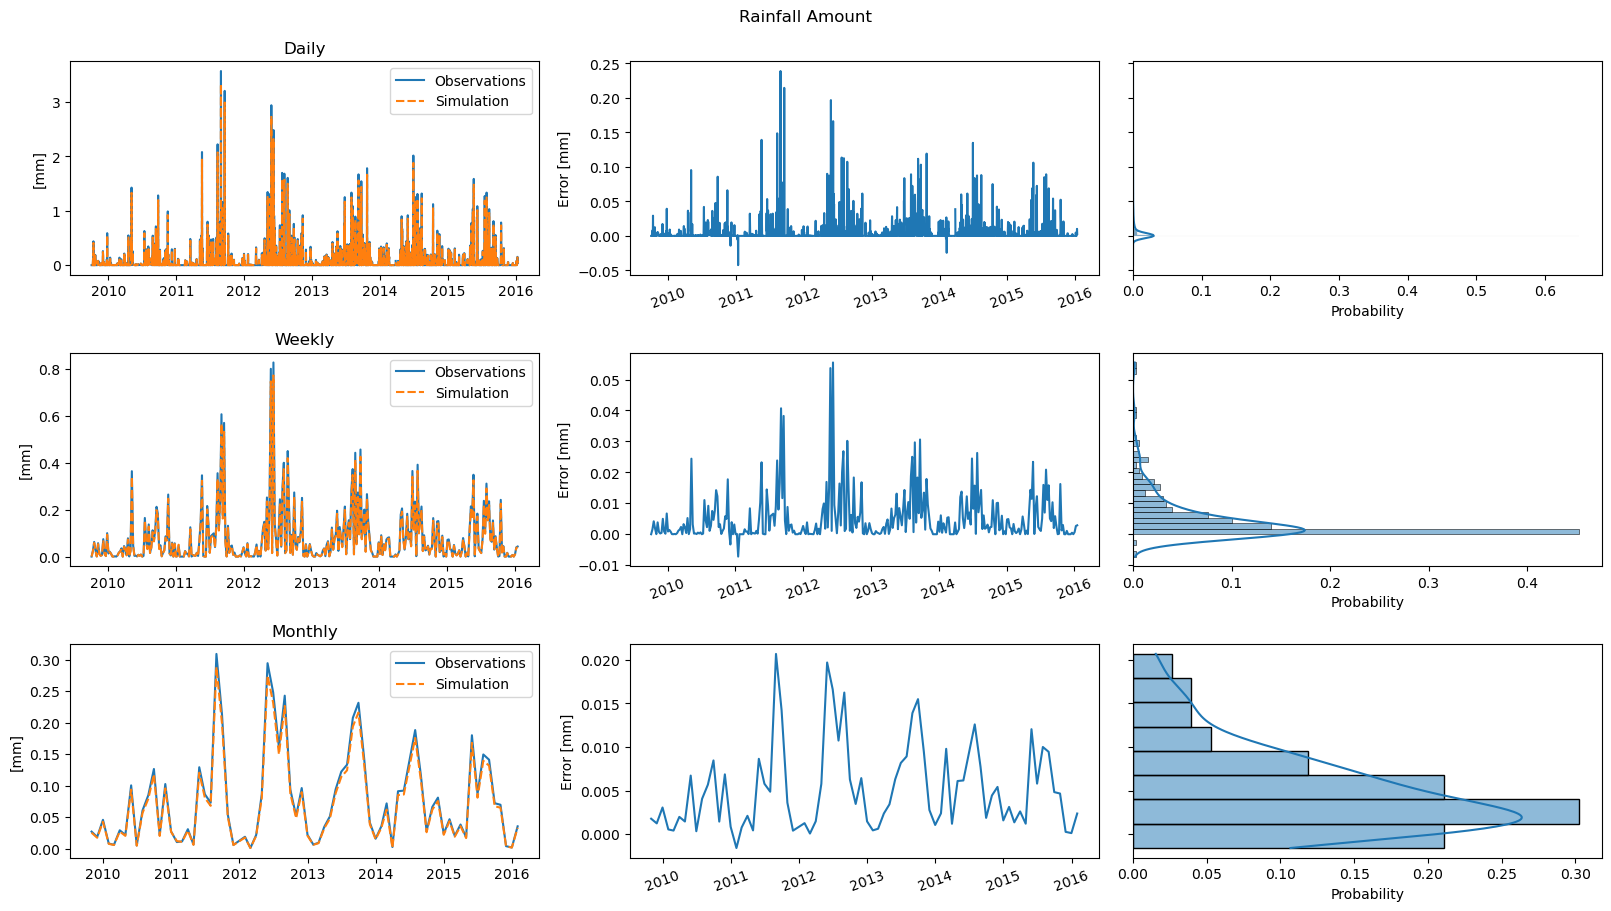 Rainfall Amount
Daily
[mm]
3
2
1
0
Observations
Simulation
2010 2011 2012 2013 2014 2015 2016
Error [mm]
0.25
0.20
0.15
0.10
0.05
0.00
−0.05
2010 2011 2012 2013 2014 2015 2016
0.0 0.1 0.2 0.3 0.4 0.5 0.6
Probability
Weekly
[mm]
0.8
0.6
0.4
0.2
0.0
Observations
Simulation
2010 2011 2012 2013 2014 2015 2016
Error [mm]
0.05
0.04
0.03
0.02
0.01
0.00
−0.01
2010 2011 2012 2013 2014 2015 2016
0.0 0.1 0.2 0.3 0.4
Probability
Monthly
[mm]
0.30
0.25
0.20
0.15
0.10
0.05
0.00
Observations
Simulation
2010 2011 2012 2013 2014 2015 2016
Error [mm]
0.020
0.015
0.010
0.005
0.000
2010 2011 2012 2013 2014 2015 2016
0.00 0.05 0.10 0.15 0.20 0.25 0.30
Probability